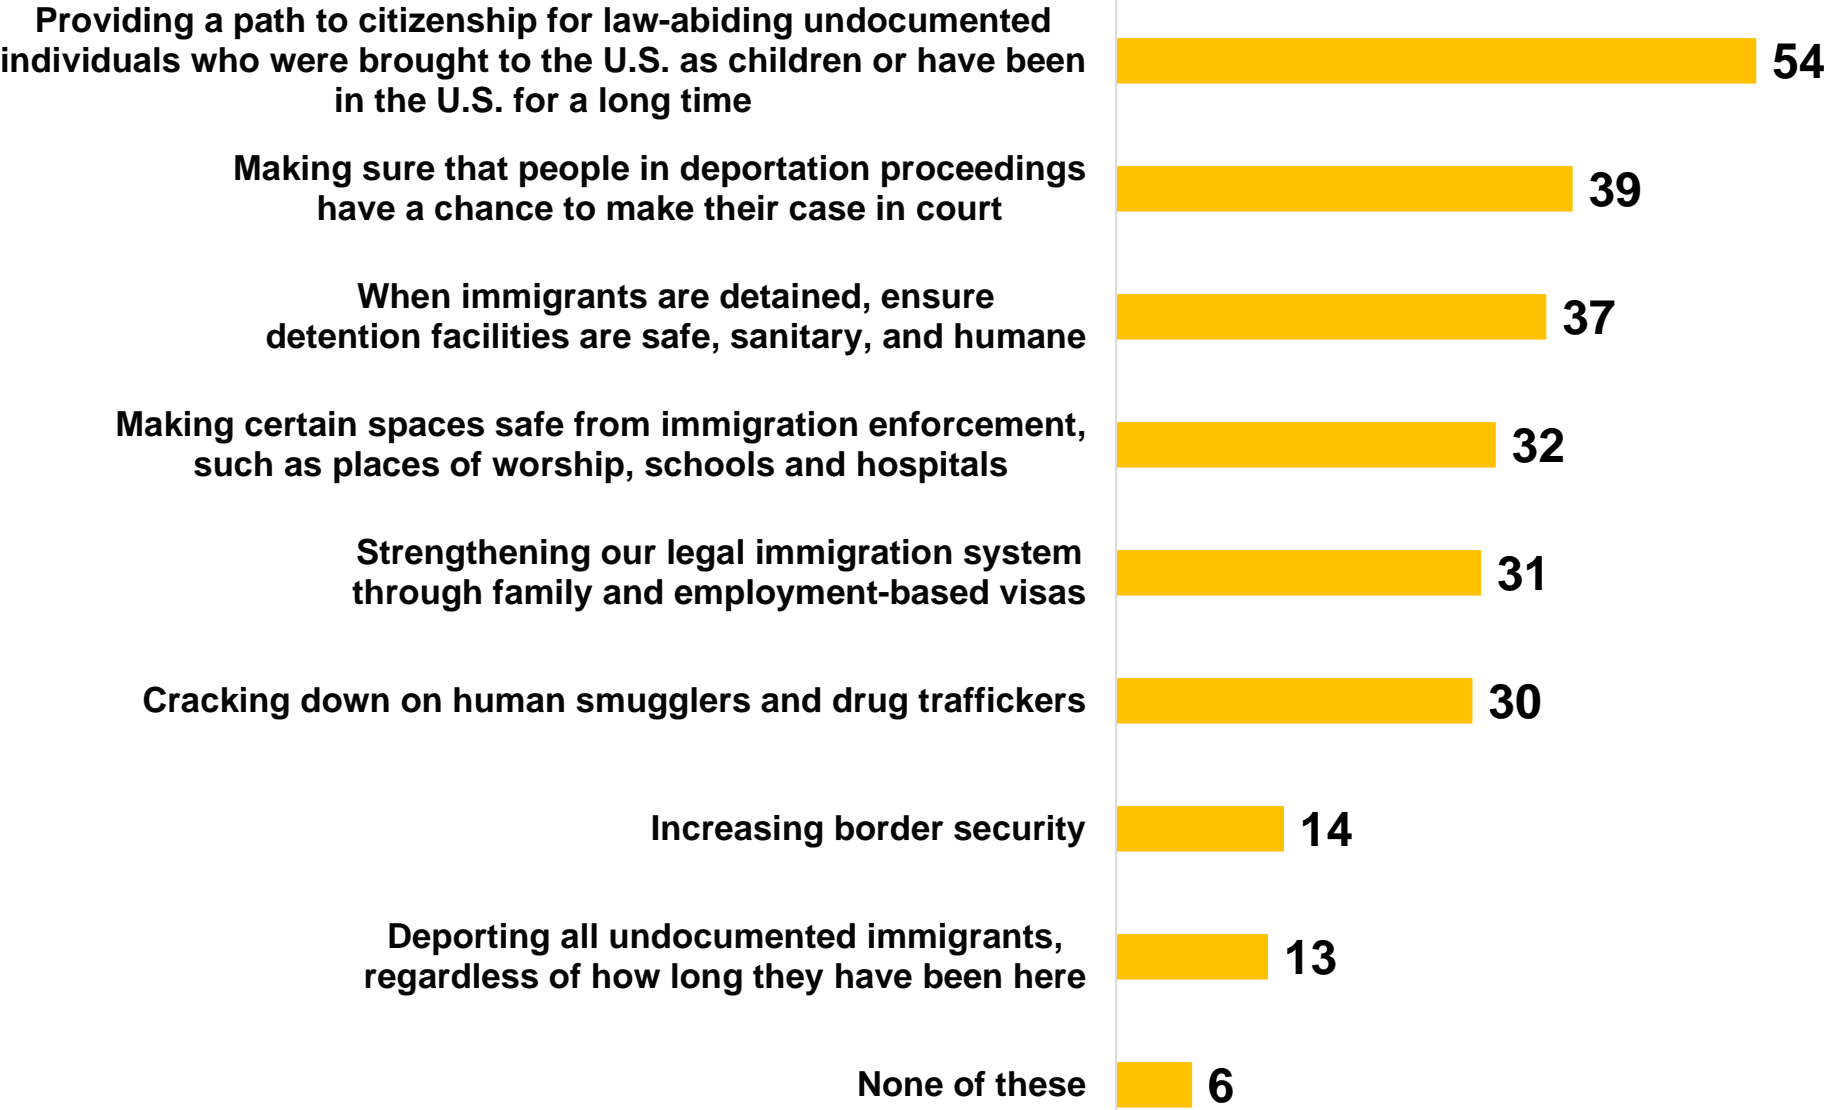 Providing a path to citizenship for law-abiding undocumented
individuals who were brought to the U.S. as children or have been
in the U.S. for a long time
54
Making sure that people in deportation proceedings
have a chance to make their case in court
39
When immigrants are detained, ensure
detention facilities are safe, sanitary, and humane
37
Making certain spaces safe from immigration enforcement,
such as places of worship, schools and hospitals
32
Strengthening our legal immigration system
through family and employment-based visas
31
Cracking down on human smugglers and drug traffickers
30
Increasing border security
14
Deporting all undocumented immigrants,
regardless of how long they have been here
13
None of these
6